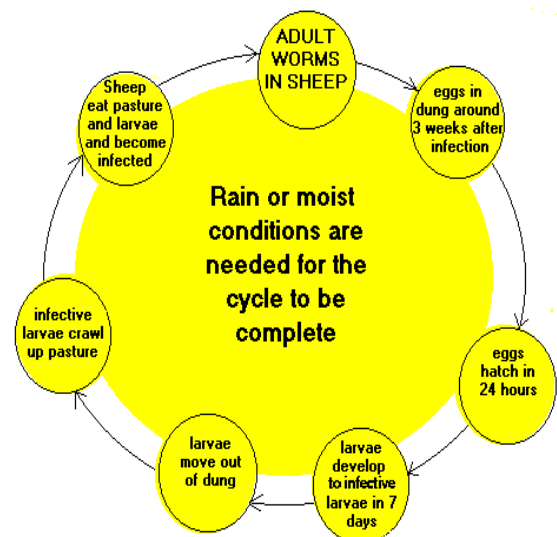 ADULT
WORMS
IN SHEEP
eggs in
dung around
3 weeks after
infection
eggs
hatch in
24 hours
larvae
develop
to infective
larvae in 7
days
larvae
move out
of dung
infective
larvae crawl
up pasture
Sheep
eat pasture
and larvae
and become
infected
Rain or moist
conditions are
needed for the
cycle to be
complete